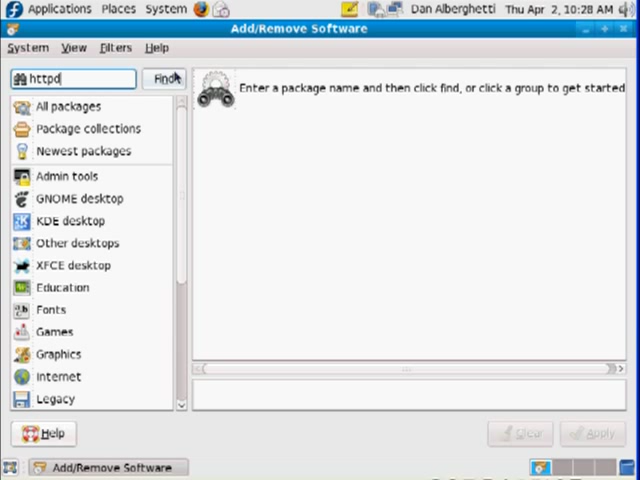 Applications Places System Dan Alberghetti Thu Apr 2, 10:28 AM
Add/Remove Software
System View Filters Help
httpd Find
Enter a package name and then click find, or click a group to get started
All packages
Package collections
Newest packages
Admin tools
GNOME desktop
KDE desktop
Other desktops
XFCE desktop
Education
Fonts
Games
Graphics
Internet
Legacy
Help Clear Apply
Add/Remove Software